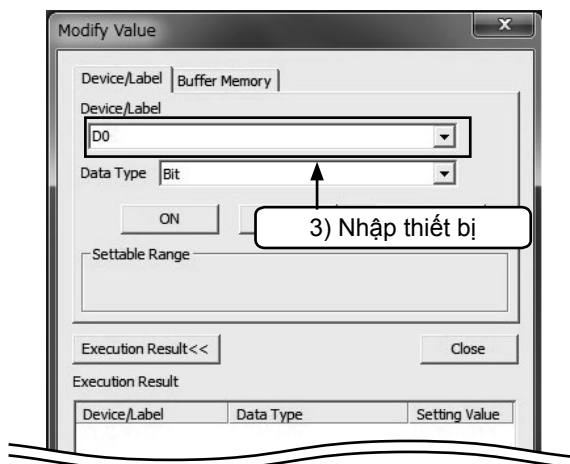 Modify Value
x
Device/Label Buffer Memory
Device/Label
D0
Data Type Bit
ON
3) Nhập thiết bị
Settable Range
Execution Result<<
Close
Execution Result
Device/Label Data Type Setting Value